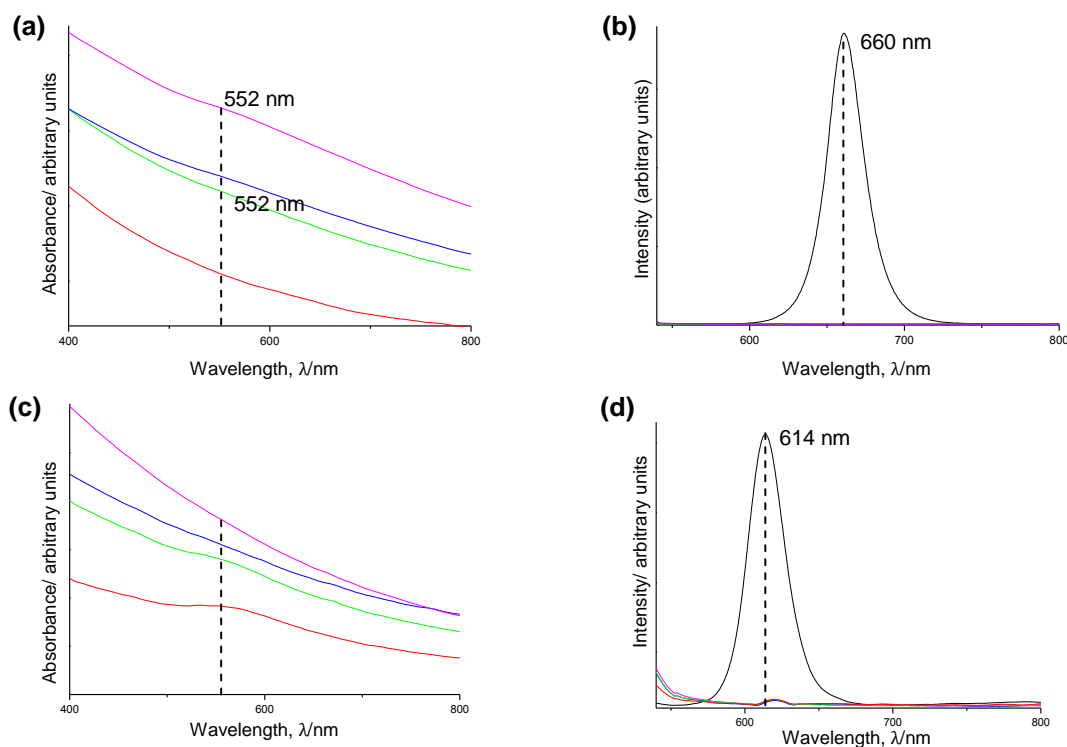 (a)
552 nm
552 nm
Absorbance/ arbitrary units
400
600
800
Wavelength, λ/nm
(b)
660 nm
Intensity (arbitrary units)
600
700
800
Wavelength, λ/nm
(c)
Absorbance/ arbitrary units
400
600
800
Wavelength, λ/nm
(d)
614 nm
Intensity/ arbitrary units
600
700
800
Wavelength, λ/nm